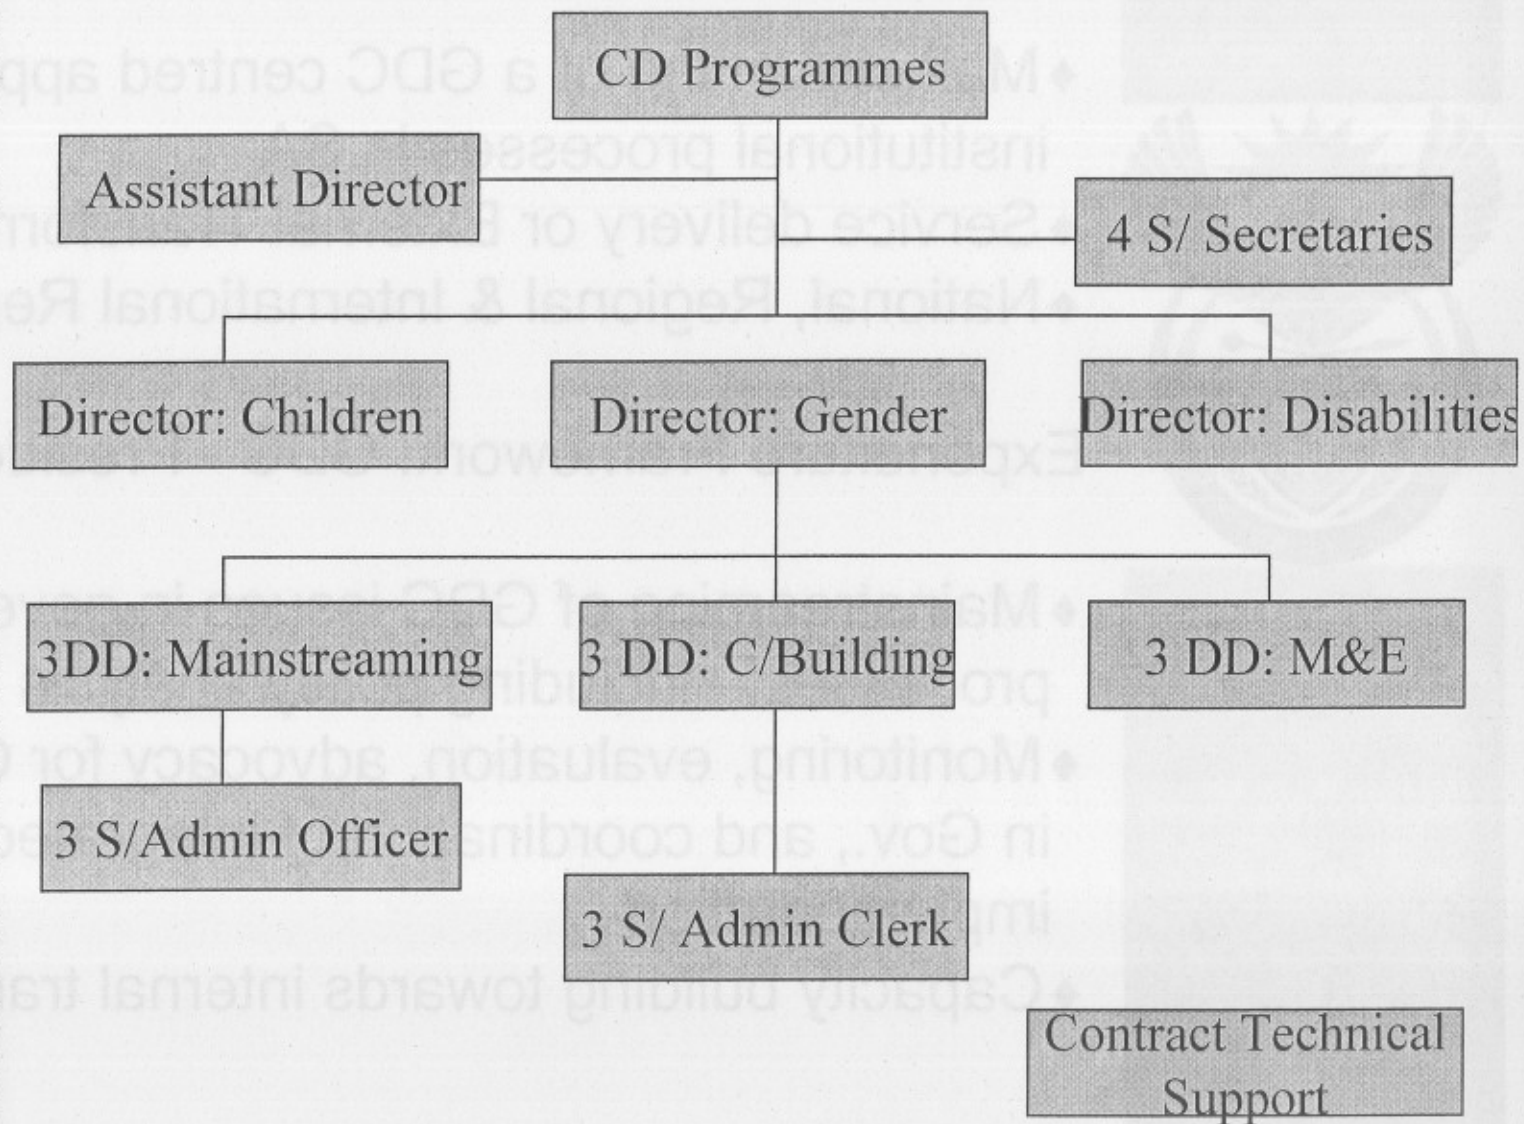 CD Programmes
Assistant Director
4 S/ Secretaries
Director: Children
Director: Gender
Director: Disabilities
3DD: Mainstreaming
3 DD: C/Building
3 DD: M&E
3 S/Admin Officer
3 S/ Admin Clerk
Contract Technical
Support